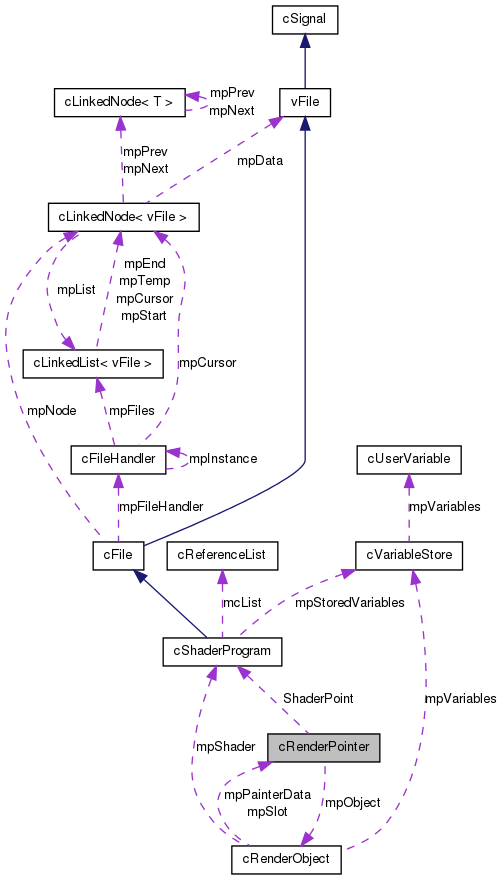 cSignal
cLinkedNode< T >
mpPrev
mpNext
vFile
mpPrev
mpNext
mpData
cLinkedNode< vFile >
mpList
mpEnd
mpTemp
mpCursor
mpStart
cLinkedList< vFile >
mpCursor
mpNode
mpFiles
cFileHandler
mpInstance
cUserVariable
mpFileHandler
mpVariables
cFile
cReferenceList
cVariableStore
mcList
mpStoredVariables
cShaderProgram
ShaderPoint
mpVariables
mpShader
cRenderPointer
mpPainterData
mpSlot
mpObject
cRenderObject